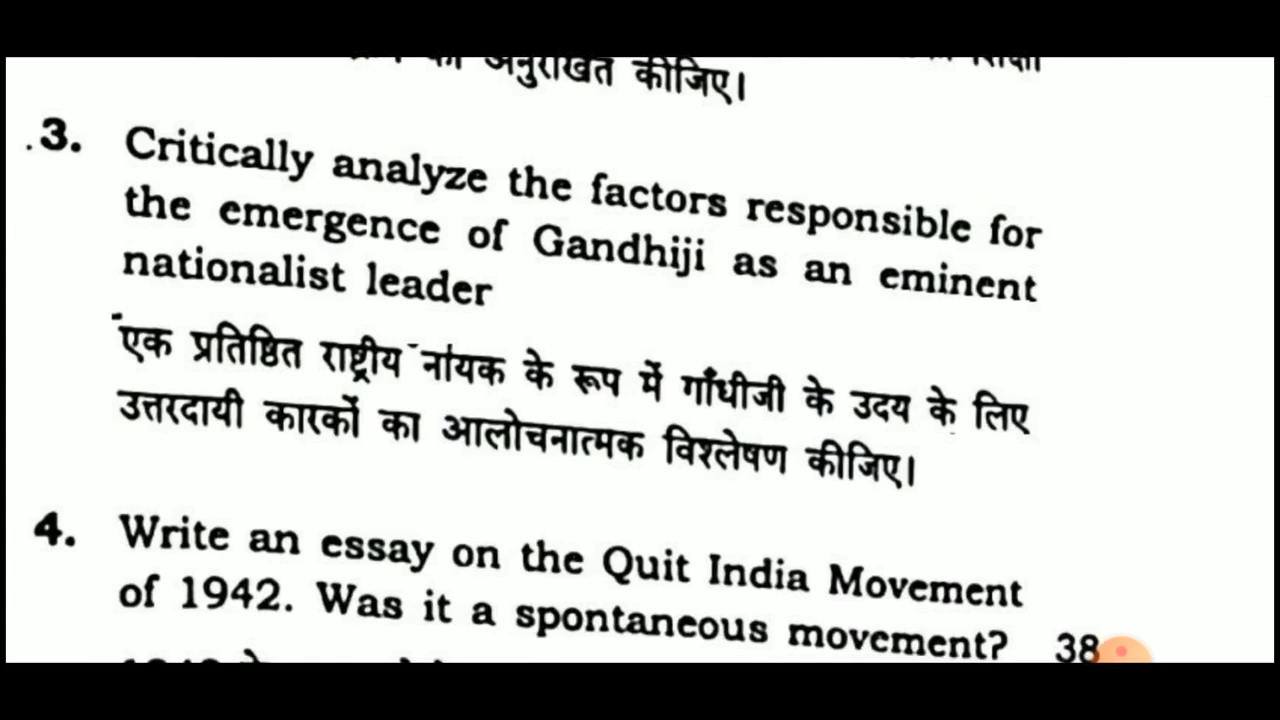 अनुरेखित कीजिए।
3. Critically analyze the factors responsible for
the emergence of Gandhiji as an eminent
nationalist leader
एक प्रतिष्ठित राष्ट्रीय नायक के रूप में गाँधीजी के उदय के लिए
उत्तरदायी कारकों का आलोचनात्मक विश्लेषण कीजिए।
4. Write an essay on the Quit India Movement
of 1942. Was it a spontaneous movement? 38